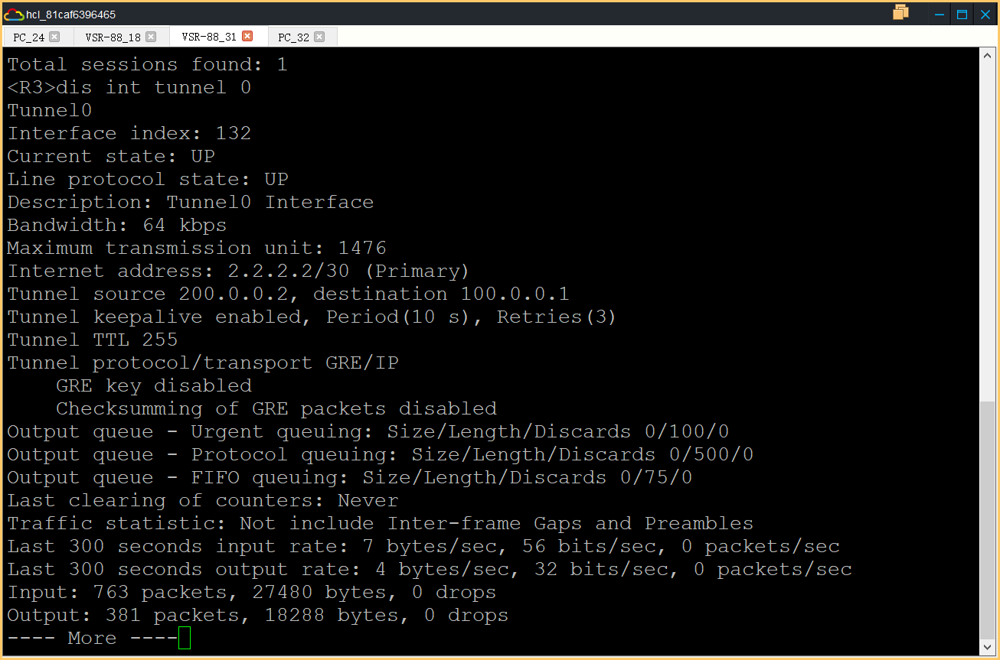 hcl_81caf6396465
PC_24 VSR-88_18 VSR-88_31 PC_32
Total sessions found: 1
<R3>dis int tunnel 0
Tunnel0
Interface index: 132
Current state: UP
Line protocol state: UP
Description: Tunnel0 Interface
Bandwidth: 64 kbps
Maximum transmission unit: 1476
Internet address: 2.2.2.2/30 (Primary)
Tunnel source 200.0.0.2, destination 100.0.0.1
Tunnel keepalive enabled, Period(10 s), Retries(3)
Tunnel TTL 255
Tunnel protocol/transport GRE/IP
    GRE key disabled
    Checksumming of GRE packets disabled
Output queue - Urgent queuing: Size/Length/Discards 0/100/0
Output queue - Protocol queuing: Size/Length/Discards 0/500/0
Output queue - FIFO queuing: Size/Length/Discards 0/75/0
Last clearing of counters: Never
Traffic statistic: Not include Inter-frame Gaps and Preambles
Last 300 seconds input rate: 7 bytes/sec, 56 bits/sec, 0 packets/sec
Last 300 seconds output rate: 4 bytes/sec, 32 bits/sec, 0 packets/sec
Input: 763 packets, 27480 bytes, 0 drops
Output: 381 packets, 18288 bytes, 0 drops
---- More ----